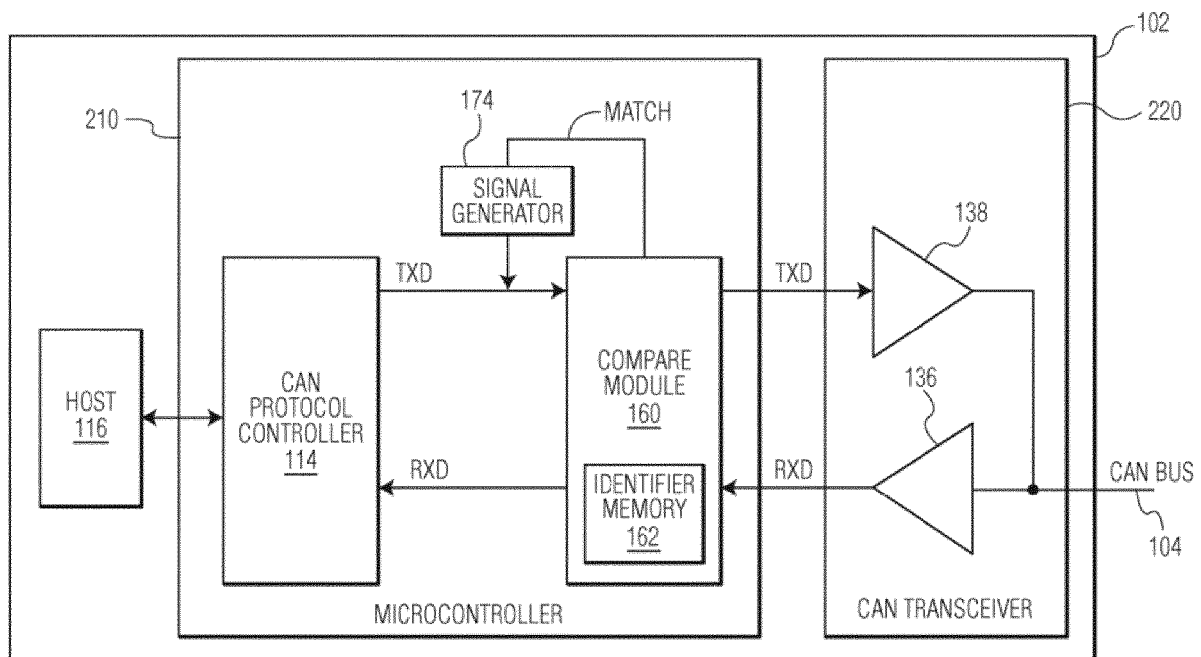 102
210
174
MATCH
220
SIGNAL
GENERATOR
138
TXD
TXD
HOST
116
CAN
PROTOCOL
CONTROLLER
114
COMPARE
MODULE
160
136
RXD
RXD
IDENTIFIER
MEMORY
162
CAN BUS
104
MICROCONTROLLER
CAN TRANSCEIVER